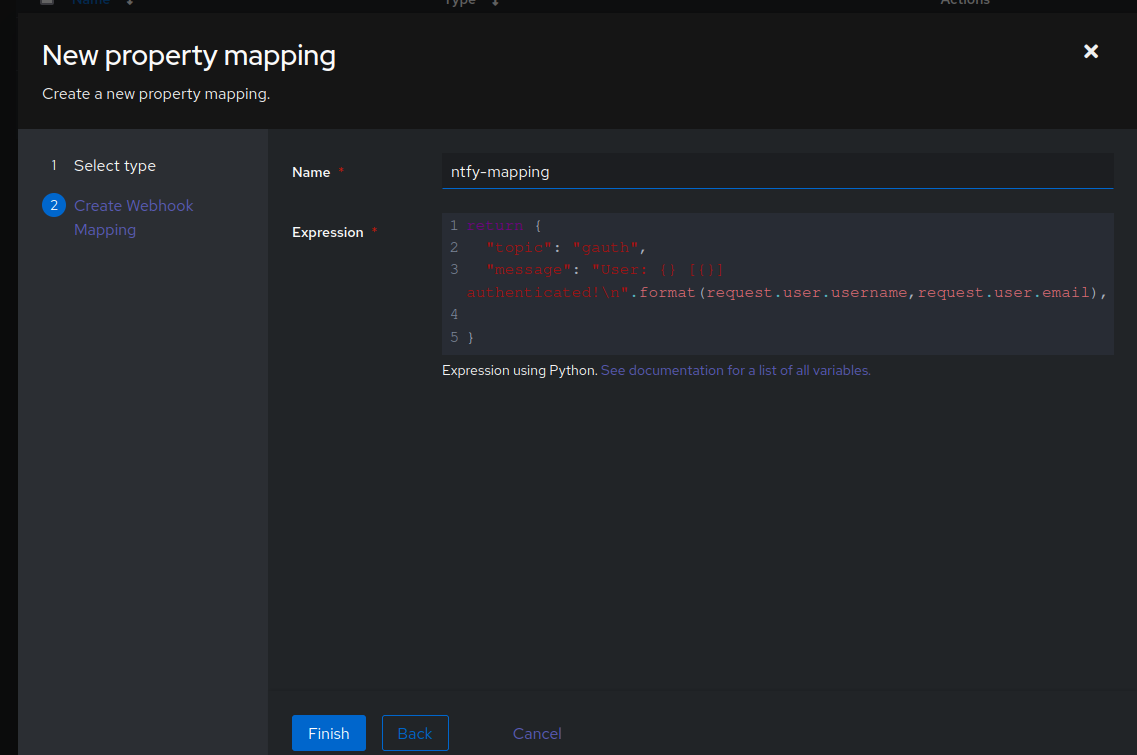 Name Type Actions
New property mapping
Create a new property mapping.
1 Select type
2 Create Webhook
Mapping
Name *
ntfy-mapping
Expression *
1 return {
2 "topic": "gauth",
3 "message": "User: {} [{}]
authenticated!\n".format(request.user.username,request.user.email),
4
5 }
Expression using Python. See documentation for a list of all variables.
Finish Back Cancel